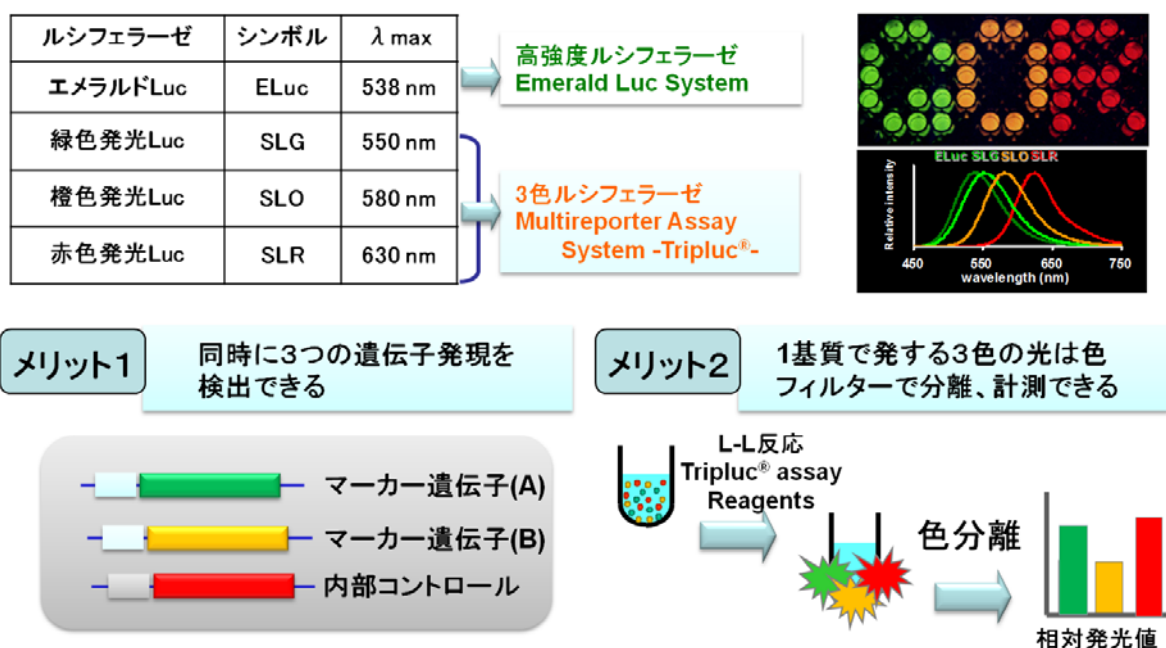 ルシフェラーゼ シンボル λ max
エメラルドLuc ELuc 538 nm
緑色発光Luc SLG 550 nm
橙色発光Luc SLO 580 nm
赤色発光Luc SLR 630 nm
高強度ルシフェラーゼ
Emerald Luc System
3色ルシフェラーゼ
Multireporter Assay
System -Tripluc®-
GOR
ELuc SLG SLO SLR
Relative intensity
450 550 650 750
wavelength (nm)
メリット1
同時に3つの遺伝子発現を
検出できる
マーカー遺伝子(A)
マーカー遺伝子(B)
内部コントロール
メリット2
1基質で発する3色の光は色
フィルターで分離、計測できる
L-L反応
Tripluc® assay
Reagents
色分離
相対発光値